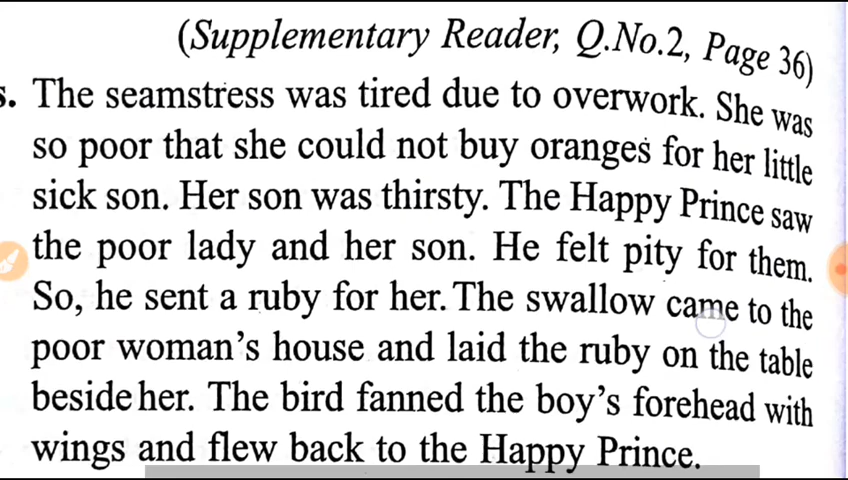 (Supplementary Reader, Q.No.2, Page 36)
s. The seamstress was tired due to overwork. She was
so poor that she could not buy oranges for her little
sick son. Her son was thirsty. The Happy Prince saw
the poor lady and her son. He felt pity for them.
So, he sent a ruby for her. The swallow came to the
poor woman's house and laid the ruby on the table
beside her. The bird fanned the boy's forehead with
wings and flew back to the Happy Prince.